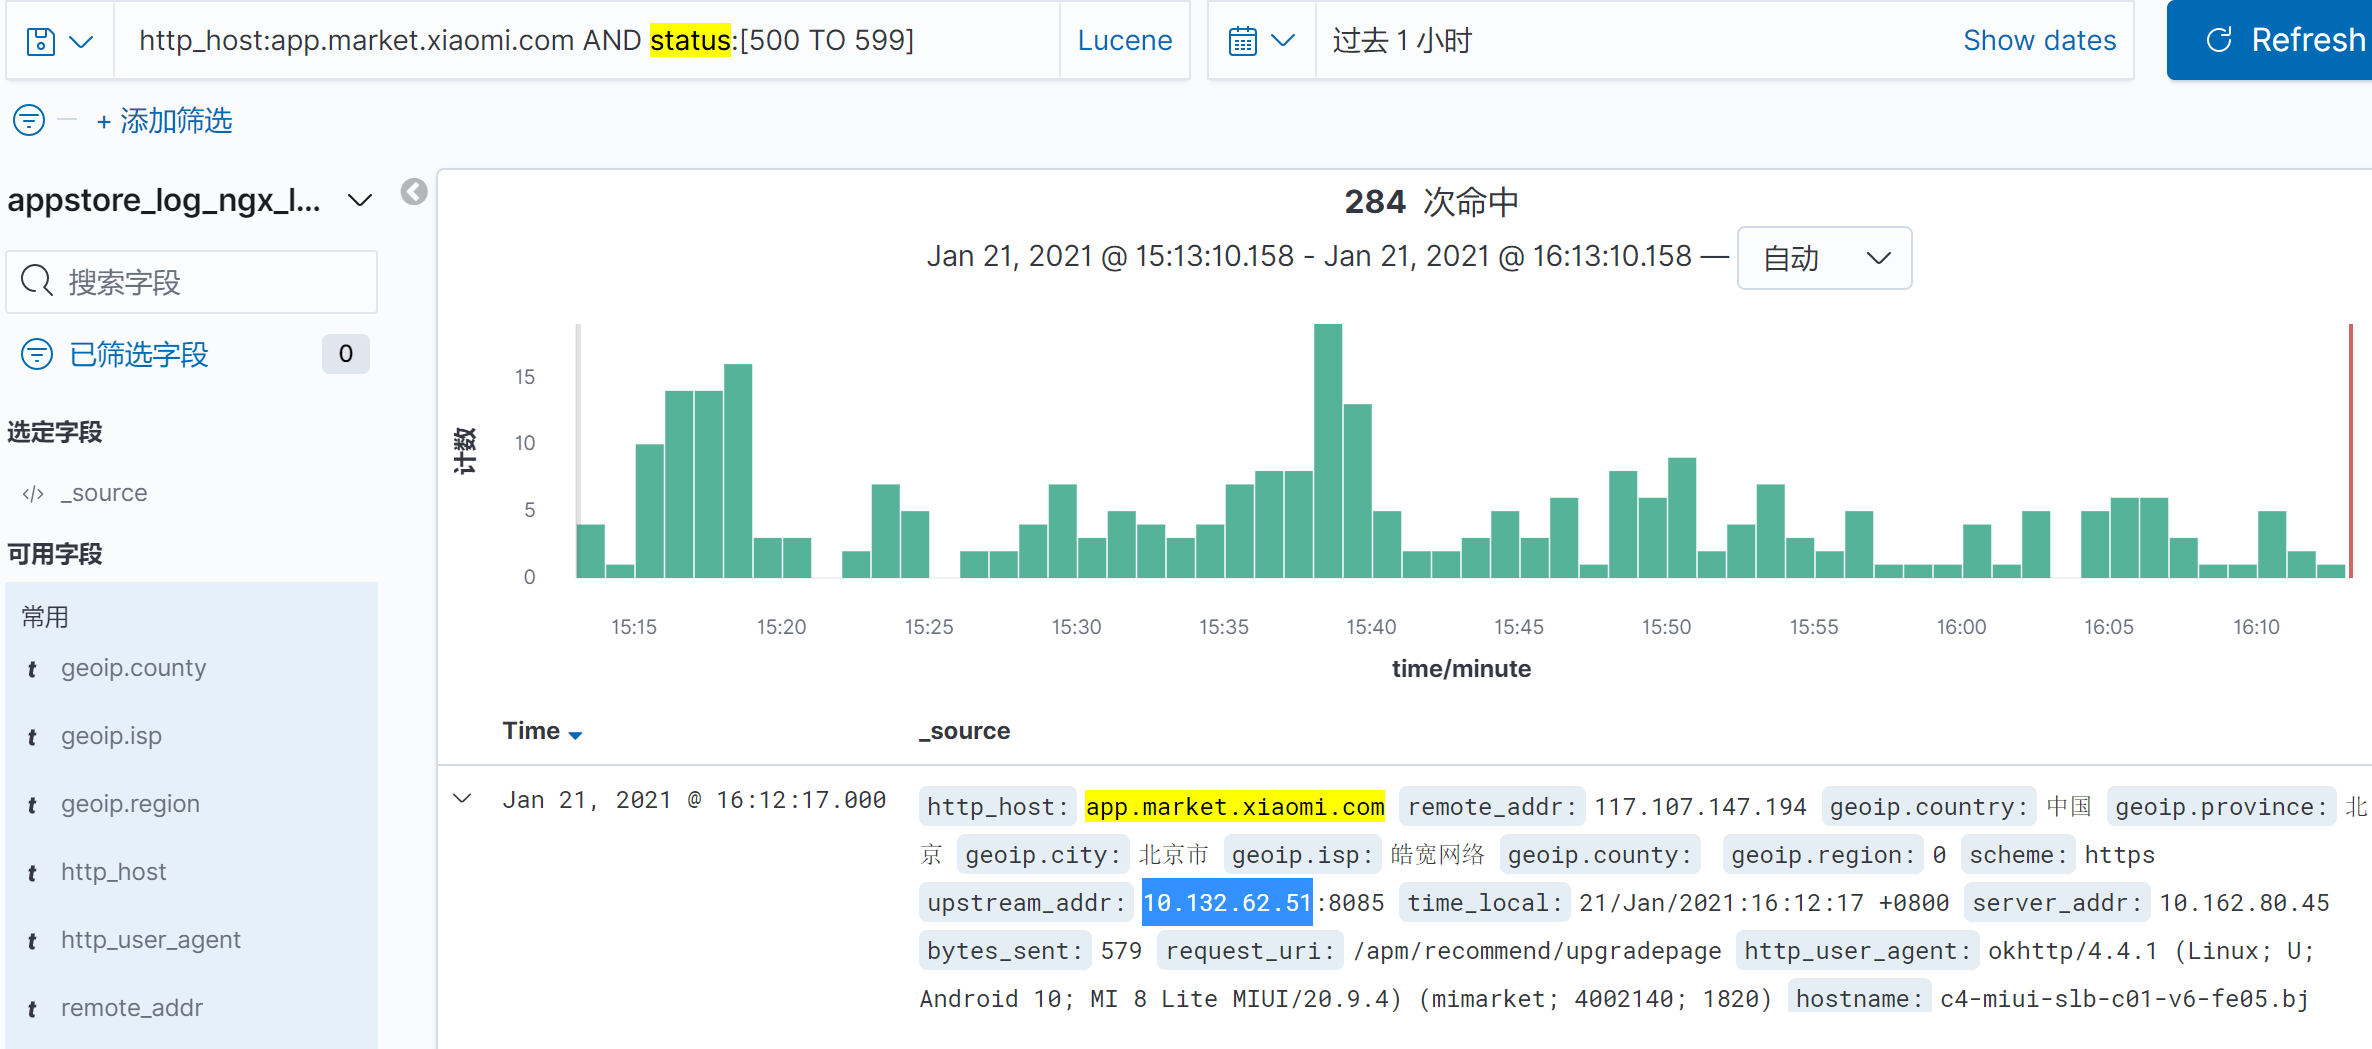 http_host:app.market.xiaomi.com AND status:[500 TO 599] Lucene 过去 1 小时 Show dates Refresh
+ 添加筛选
appstore_log_ngx_l...
搜索字段
已筛选字段 0
选定字段
</> _source
可用字段
常用
t geoip.county
t geoip.isp
t geoip.region
t http_host
t http_user_agent
t remote_addr
284 次命中
Jan 21, 2021 @ 15:13:10.158 - Jan 21, 2021 @ 16:13:10.158 — 自动
计数
15
10
5
0
15:15 15:20 15:25 15:30 15:35 15:40 15:45 15:50 15:55 16:00 16:05 16:10
time/minute
Time _source
Jan 21, 2021 @ 16:12:17.000 http_host: app.market.xiaomi.com remote_addr: 117.107.147.194 geoip.country: 中国 geoip.province: 北
京 geoip.city: 北京市 geoip.isp: 皓宽网络 geoip.county: geoip.region: 0 scheme: https
upstream_addr: 10.132.62.51:8085 time_local: 21/Jan/2021:16:12:17 +0800 server_addr: 10.162.80.45
bytes_sent: 579 request_uri: /apm/recommend/upgradepage http_user_agent: okhttp/4.4.1 (Linux; U;
Android 10; MI 8 Lite MIUI/20.9.4) (mimarket; 4002140; 1820) hostname: c4-miui-slb-c01-v6-fe05.bj